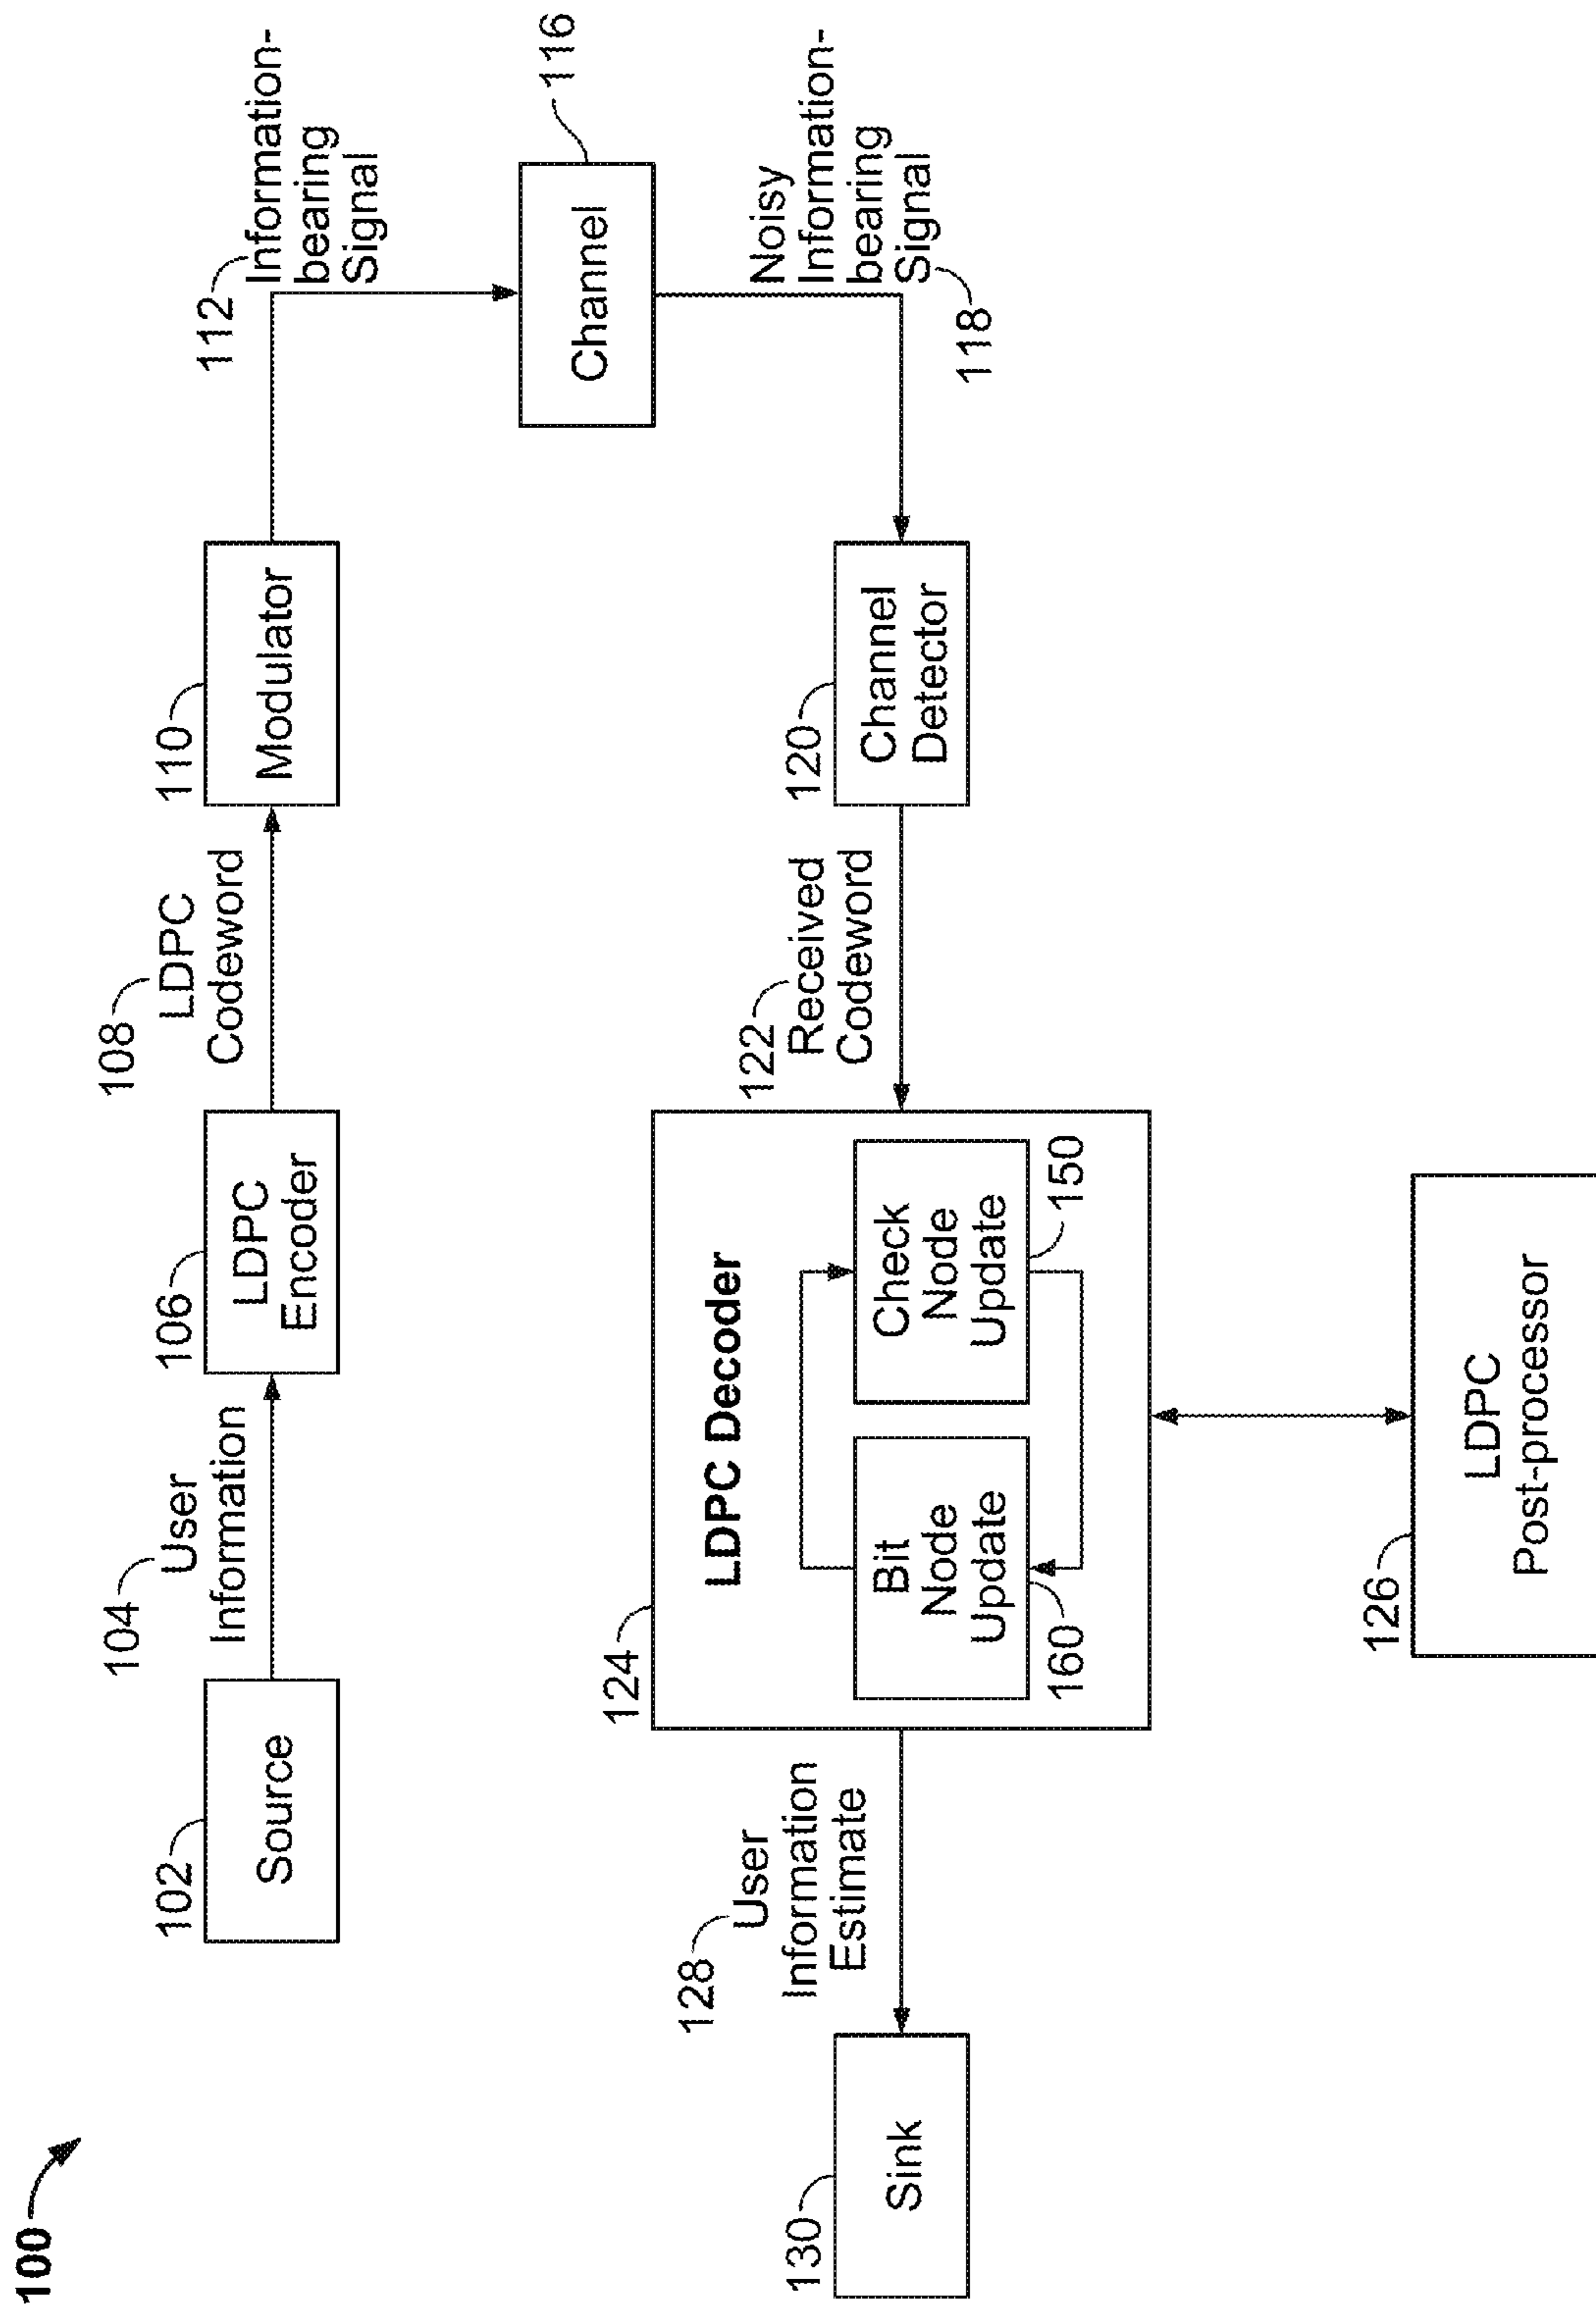 100
102
Source
104
User
Information
106
LDPC
Encoder
108
LDPC
Codeword
110
Modulator
112
Information-
bearing
Signal
116
Channel
Noisy
Information-
bearing
Signal
118
120
Channel
Detector
122
Received
Codeword
124
LDPC Decoder
Bit
Node
Update
160
Check
Node
Update
150
126
LDPC
Post-processor
128
User
Information
Estimate
130
Sink